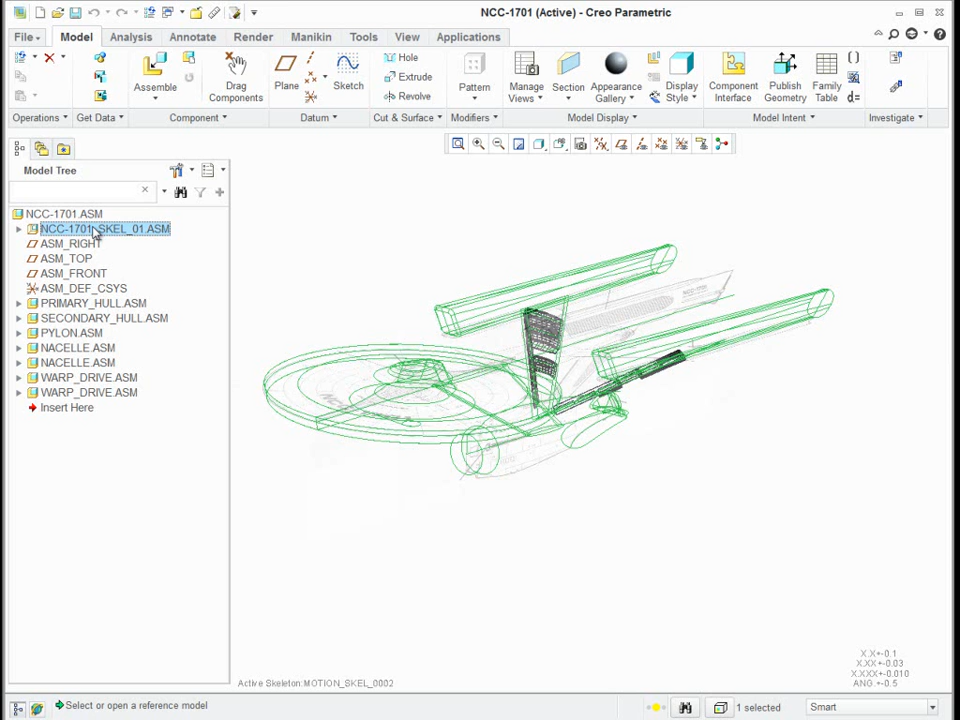 NCC-1701 (Active) - Creo Parametric
File Model Analysis Annotate Render Manikin Tools View Applications
Assemble
Drag Components
Plane
Sketch
Hole
Extrude
Revolve
Pattern
Manage Views
Section
Appearance Gallery
Display Style
Component Interface
Publish Geometry
Family Table
Operations Get Data Component Datum Cut & Surface Modifiers Model Display Model Intent Investigate
Model Tree
NCC-1701.ASM
NCC-1701_SKEL_01.ASM
ASM_RIGHT
ASM_TOP
ASM_FRONT
ASM_DEF_CSYS
PRIMARY_HULL.ASM
SECONDARY_HULL.ASM
PYLON.ASM
NACELLE.ASM
NACELLE.ASM
WARP_DRIVE.ASM
WARP_DRIVE.ASM
Insert Here
NCC-1701
X.X+-0.1
X.XX+-0.03
X.XXX+-0.010
ANG.+-0.5
Active Skeleton:MOTION_SKEL_0002
Select or open a reference model
1 selected
Smart